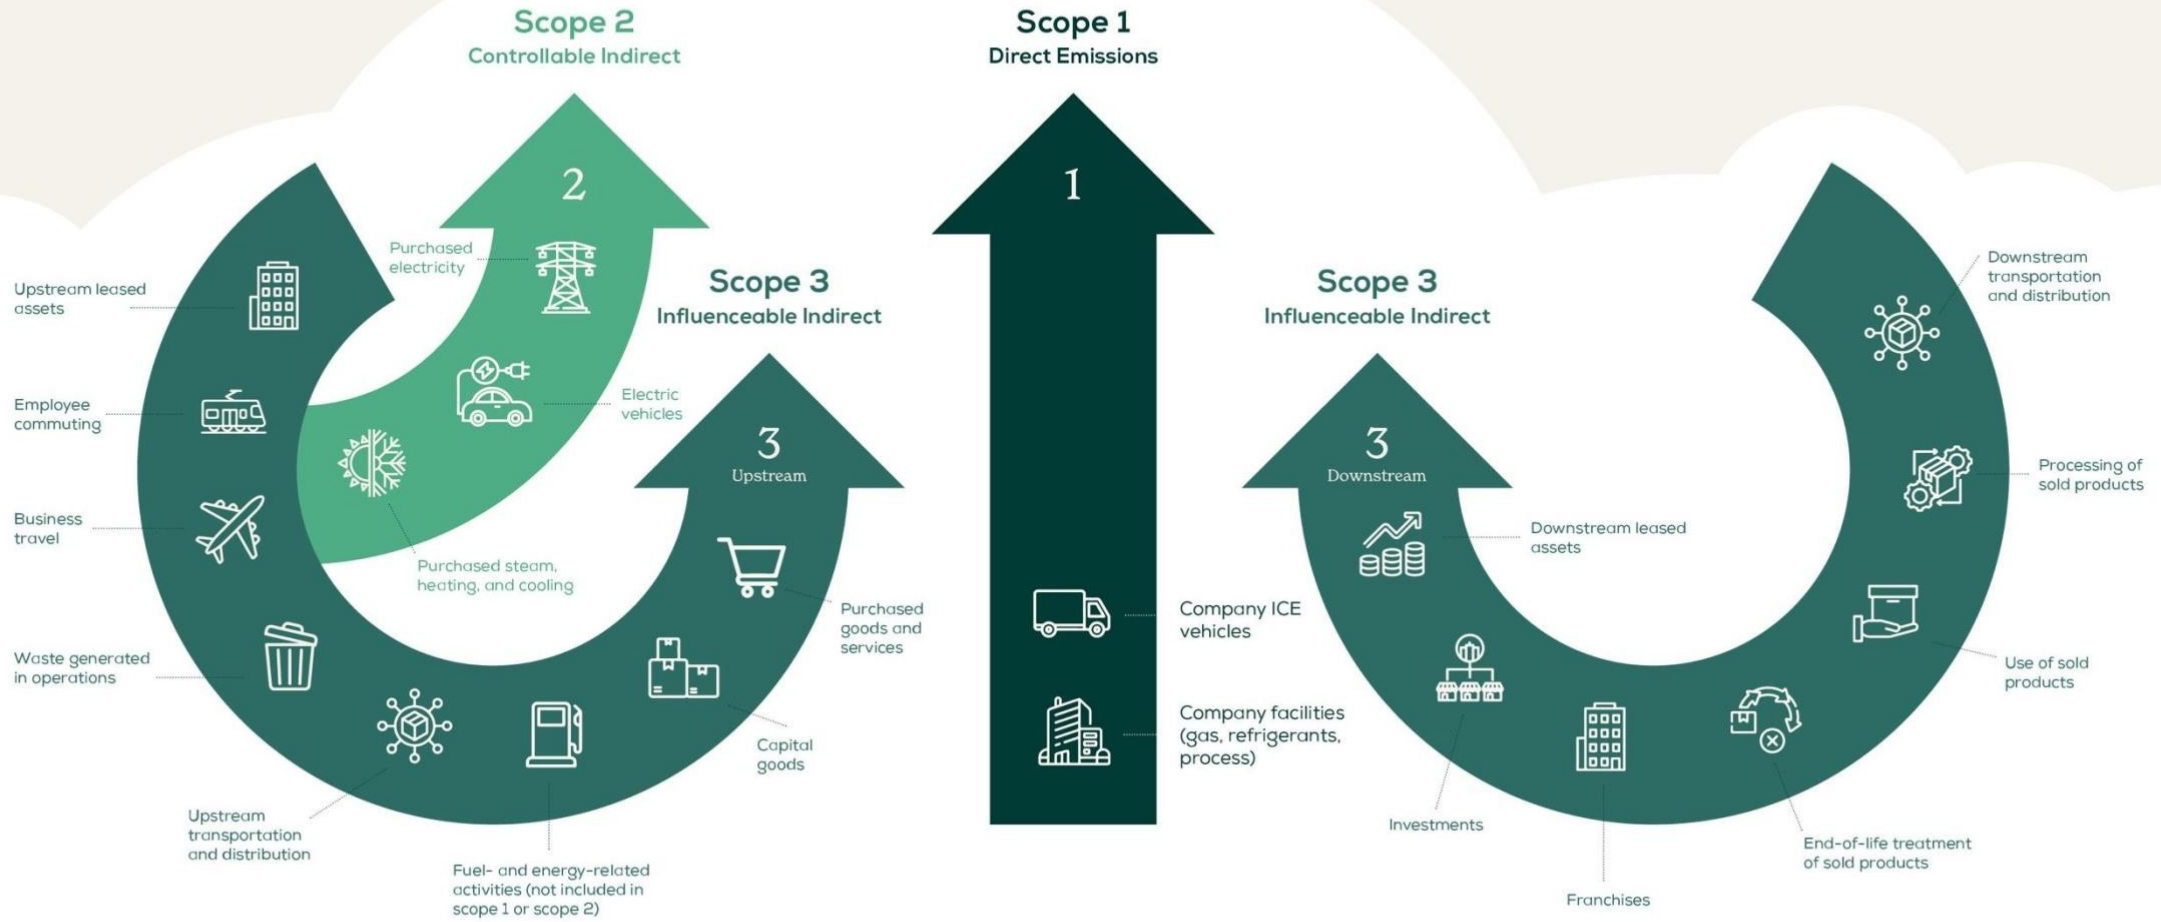 Scope 2
Controllable Indirect
2
Purchased
electricity
Electric
vehicles
Purchased steam,
heating, and cooling
Scope 3
Influenceable Indirect
3
Upstream
Upstream leased
assets
Employee
commuting
Business
travel
Waste generated
in operations
Upstream
transportation
and distribution
Fuel- and energy-related
activities (not included in
scope 1 or scope 2)
Capital
goods
Purchased
goods and
services
Scope 1
Direct Emissions
1
Company ICE
vehicles
Company facilities
(gas, refrigerants,
process)
Scope 3
Influenceable Indirect
3
Downstream
Downstream leased
assets
Investments
Franchises
End-of-life treatment
of sold products
Use of sold
products
Processing of
sold products
Downstream
transportation
and distribution